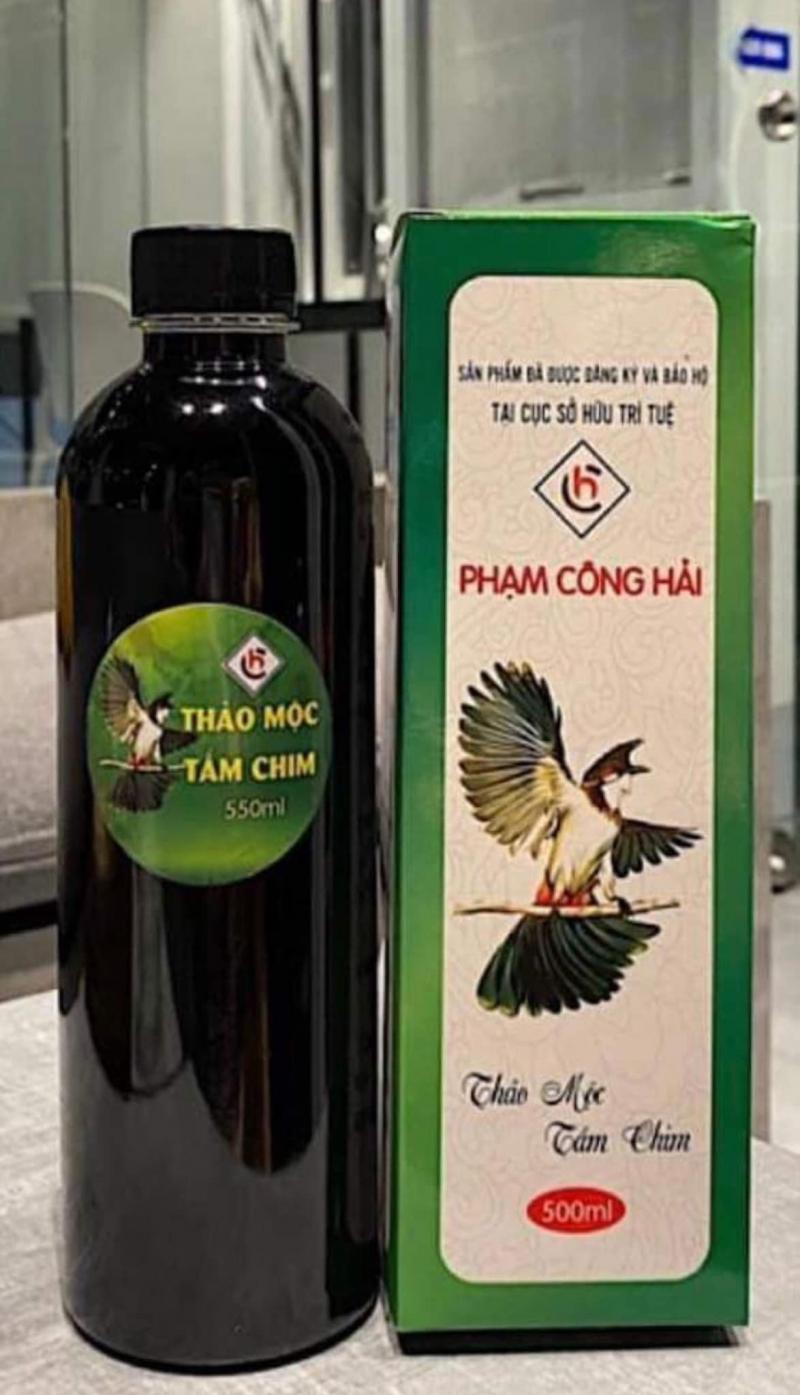 THẢO MỘC
TẮM CHIM
550ml
SẢN PHẨM ĐÃ ĐƯỢC ĐĂNG KÝ VÀ BẢO HỘ
TẠI CỤC SỞ HỮU TRÍ TUỆ
ch
PHẠM CÔNG HẢI
Thảo Mộc
Tắm Chim
500ml